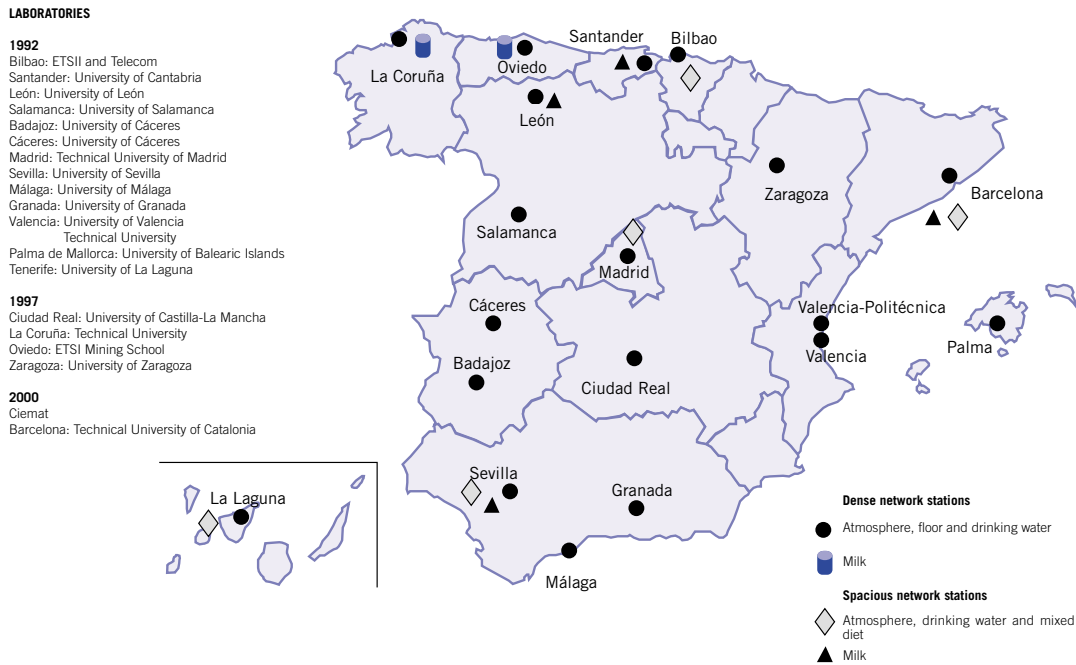 LABORATORIES
1992
Bilbao: ETSII and Telecom
Santander: University of Cantabria
León: University of León
Salamanca: University of Salamanca
Badajoz: University of Cáceres
Cáceres: University of Cáceres
Madrid: Technical University of Madrid
Sevilla: University of Sevilla
Málaga: University of Málaga
Granada: University of Granada
Valencia: University of Valencia
Technical University
Palma de Mallorca: University of Balearic Islands
Tenerife: University of La Laguna
1997
Ciudad Real: University of Castilla-La Mancha
La Coruña: Technical University
Oviedo: ETSI Mining School
Zaragoza: University of Zaragoza
2000
Ciemat
Barcelona: Technical University of Catalonia
Santander
Bilbao
La Coruña
Oviedo
León
Zaragoza
Barcelona
Salamanca
Madrid
Cáceres
Valencia-Politécnica
Valencia
Palma
Badajoz
Ciudad Real
Sevilla
Granada
La Laguna
Málaga
Dense network stations
Atmosphere, floor and drinking water
Milk
Spacious network stations
Atmosphere, drinking water and mixed
diet
Milk